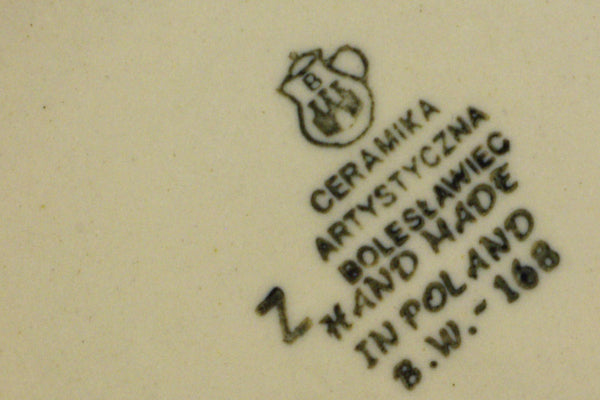 B
CERAMIKA
ARTYSTYCZNA
BOLESŁAWIEC
HAND MADE
IN POLAND
B.W.-168
Z